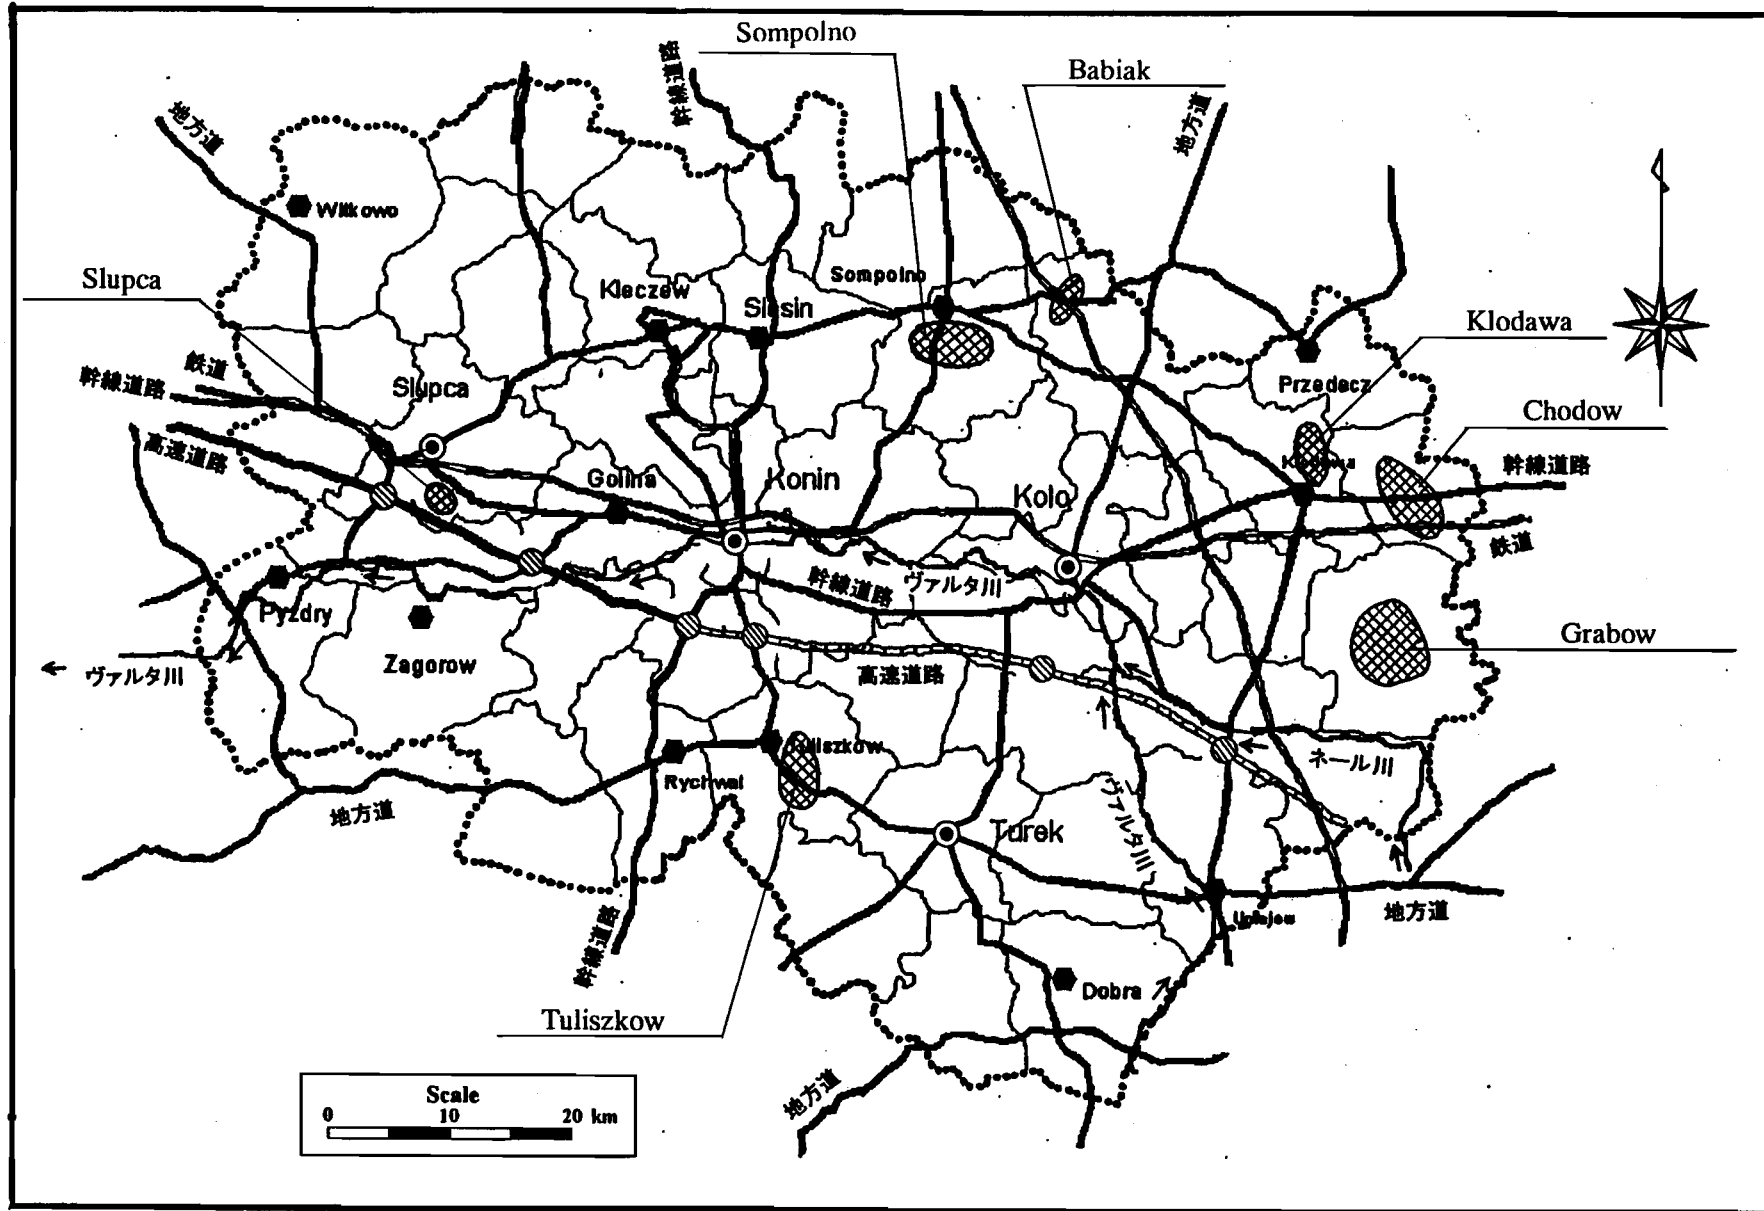 Sompolno
幹線道路
Babiak
地方道
地方道
Witkowo
Slupca
Kleczew
Slesin
Sompolno
Klodawa
鉄道
幹線道路
Slupca
Przedecz
Chodow
高速道路
Golina
Konin
Kolo
Klodawa
幹線道路
鉄道
幹線道路
ヴァルタ川
Pyzdry
Zagorow
Grabow
ヴァルタ川
高速道路
Tuliszkow
Rychwal
ネール川
地方道
ヴァルタ川
Turek
Uniejow
地方道
幹線道路
Dobra
Tuliszkow
地方道
Scale
0 10 20 km